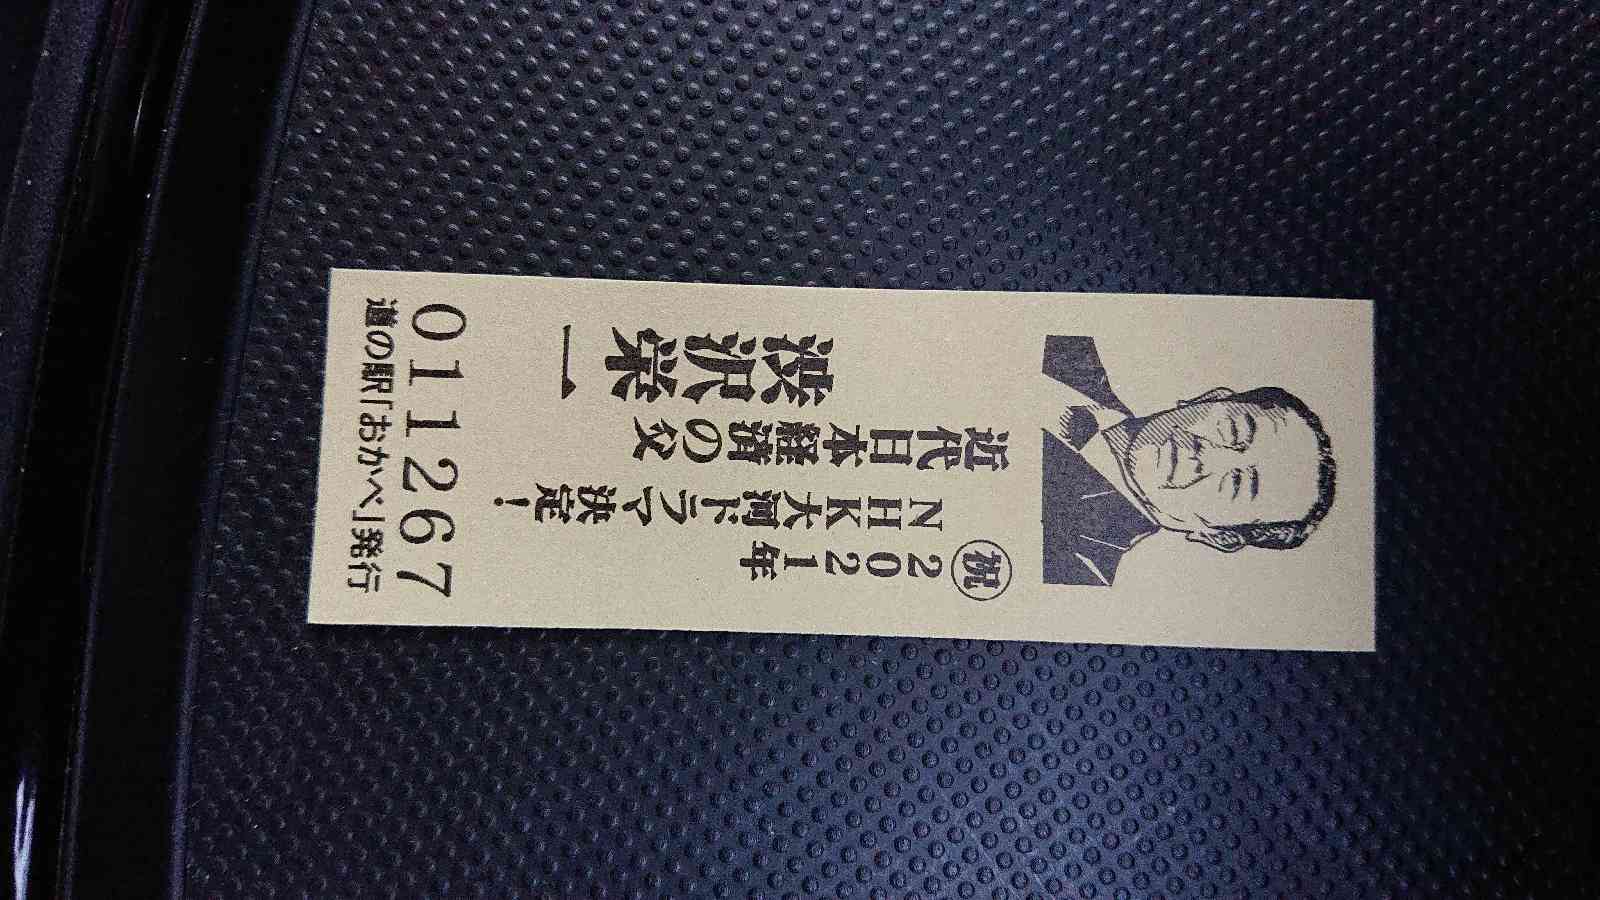 ㊗2021年
NHK大河ドラマ決定！
近代日本経済の父
渋沢栄一
011267
道の駅「おかべ」発行